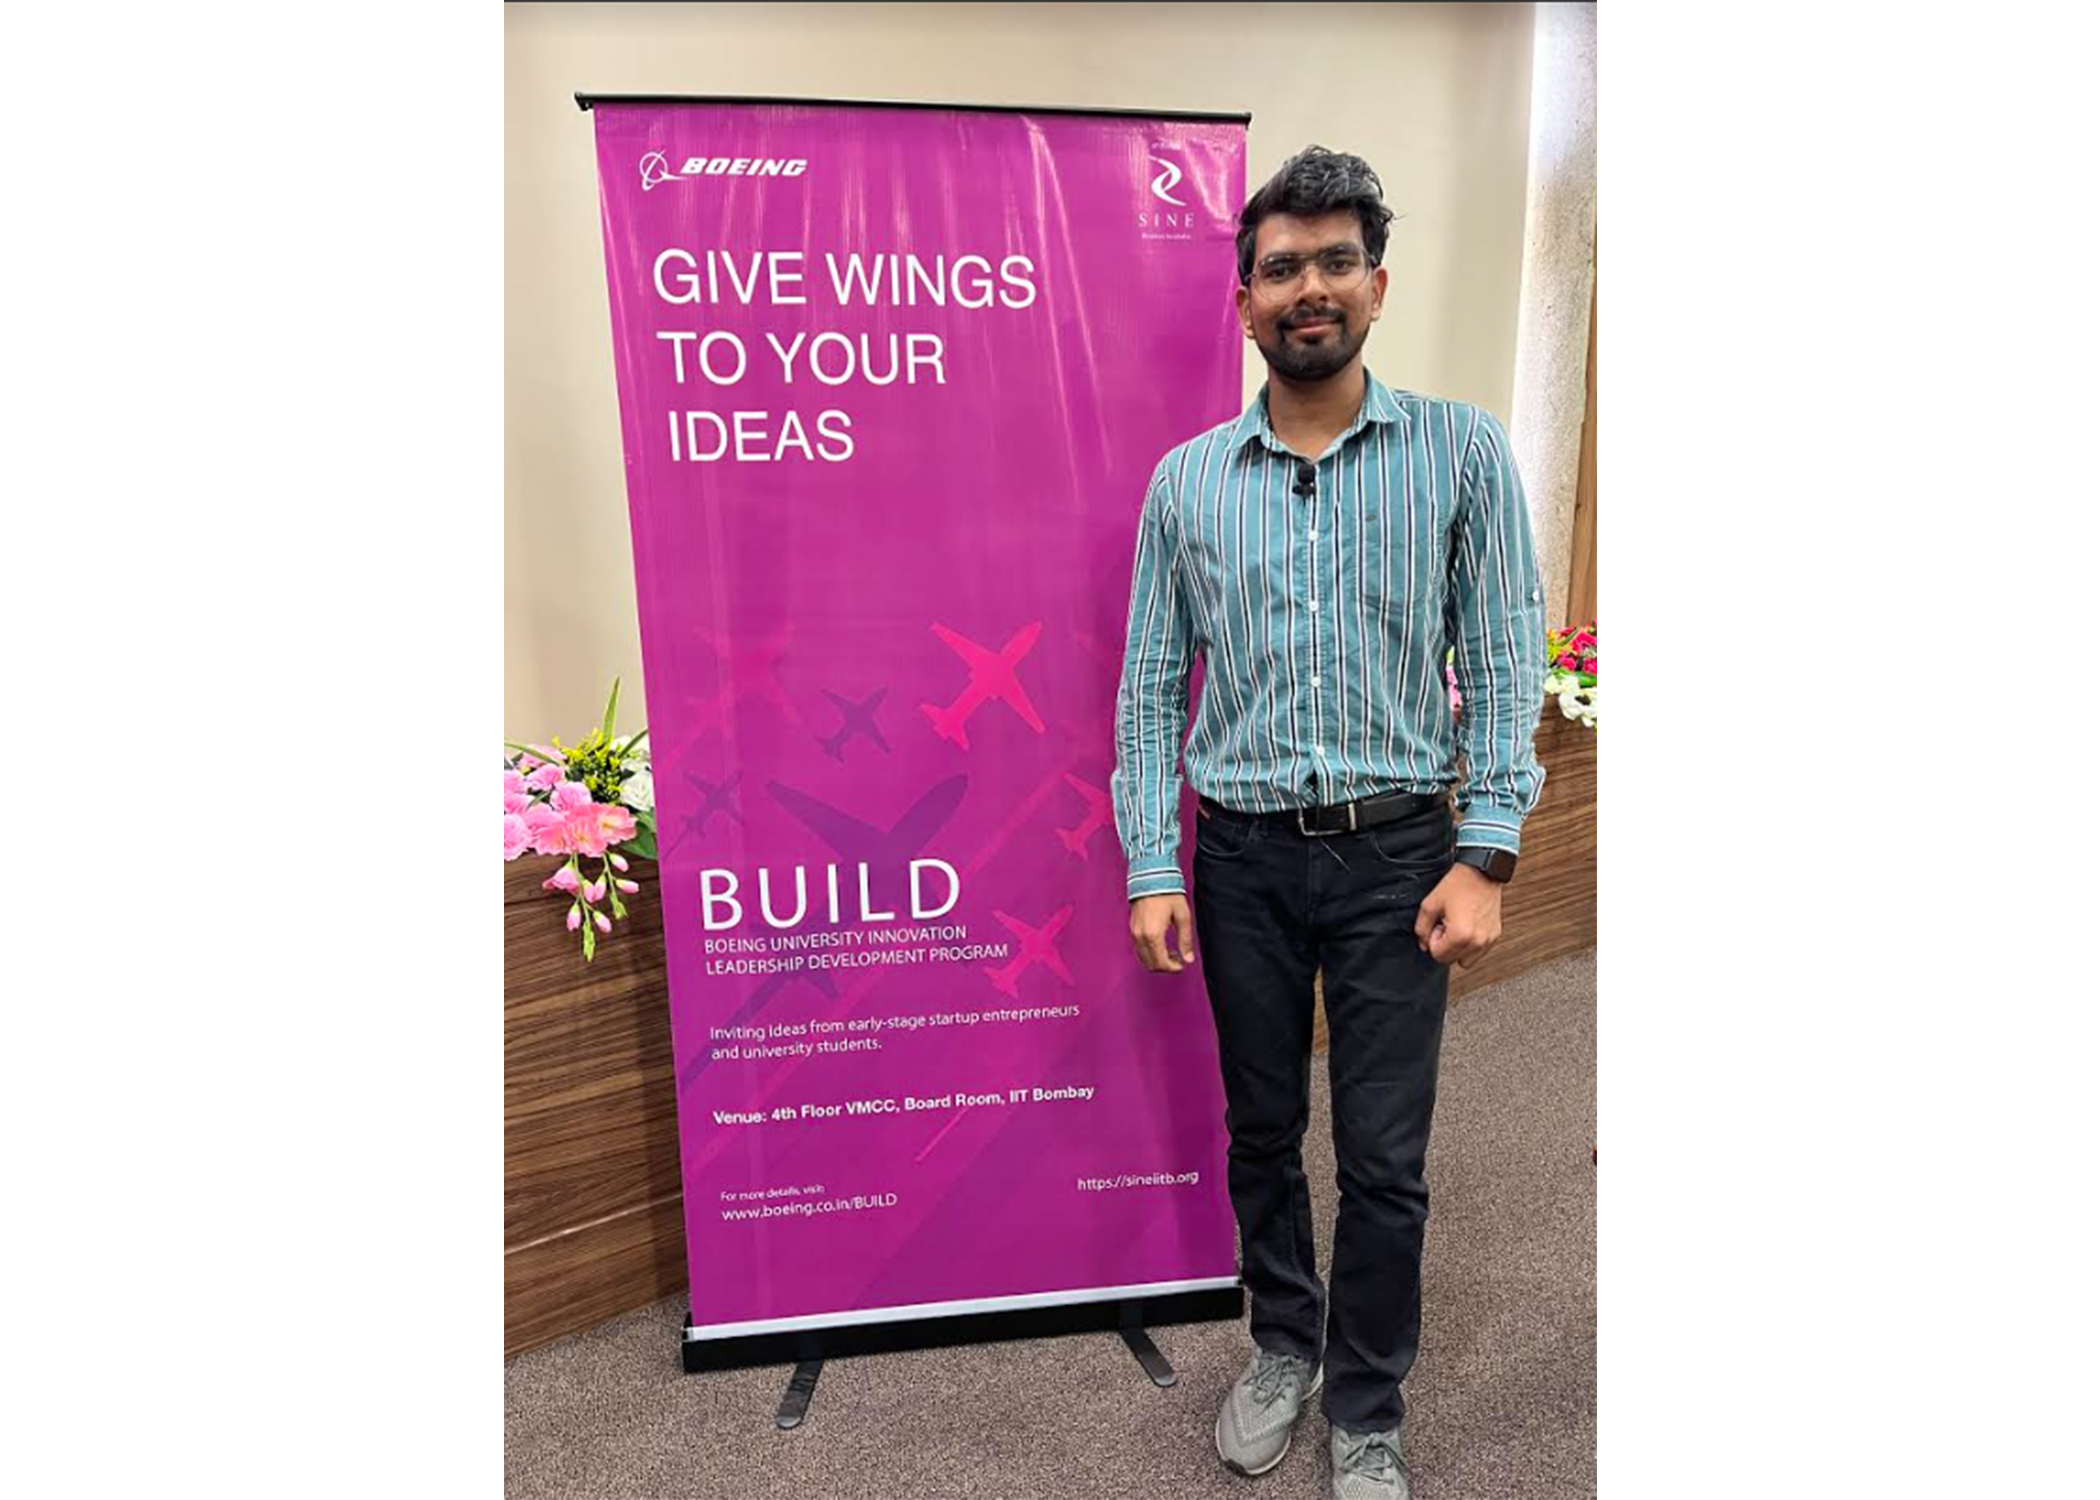 BOEING
SINE
GIVE WINGS
TO YOUR
IDEAS
BUILD
BOEING UNIVERSITY INNOVATION
LEADERSHIP DEVELOPMENT PROGRAM
Inviting ideas from early-stage startup entrepreneurs
and university students.
Venue: 4th Floor VMCC, Board Room, IIT Bombay
For more details, visit:
www.boeing.co.in/BUILD
https://sineiitb.org